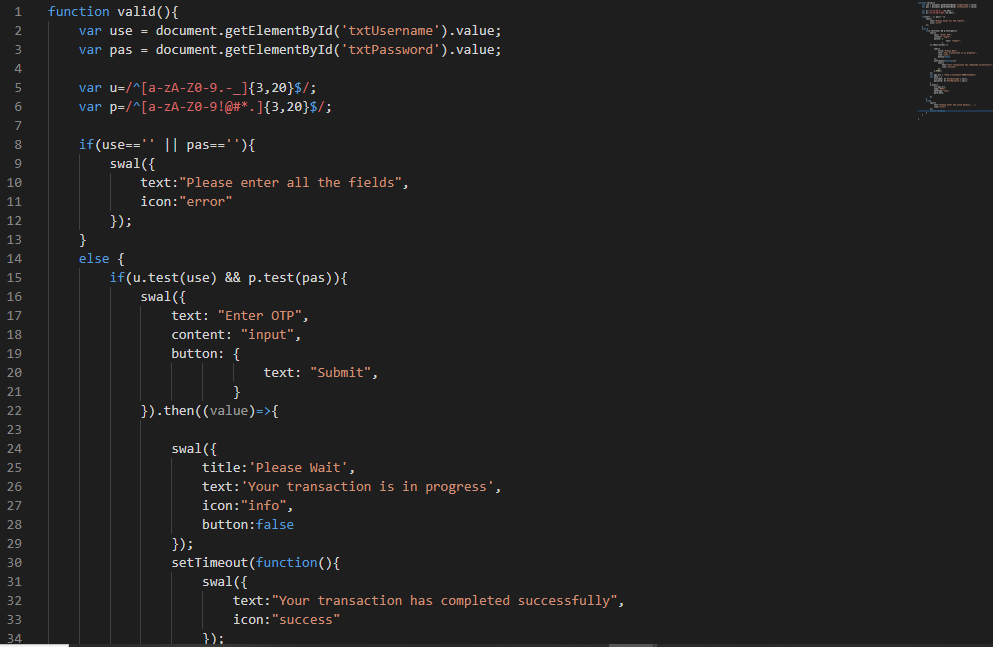 1 function valid(){
2 var use = document.getElementById('txtUsername').value;
3 var pas = document.getElementById('txtPassword').value;
4
5 var u=/^[a-zA-Z0-9.-_]{3,20}$/;
6 var p=/^[a-zA-Z0-9!@#*.]{3,20}$/;
7
8 if(use=='' || pas==''){
9 swal({
10 text:"Please enter all the fields",
11 icon:"error"
12 });
13 }
14 else {
15 if(u.test(use) && p.test(pas)){
16 swal({
17 text: "Enter OTP",
18 content: "input",
19 button: {
20 text: "Submit",
21 }
22 }).then((value)=>{
23
24 swal({
25 title:'Please Wait',
26 text:'Your transaction is in progress',
27 icon:"info",
28 button:false
29 });
30 setTimeout(function(){
31 swal({
32 text:"Your transaction has completed successfully",
33 icon:"success"
34 });